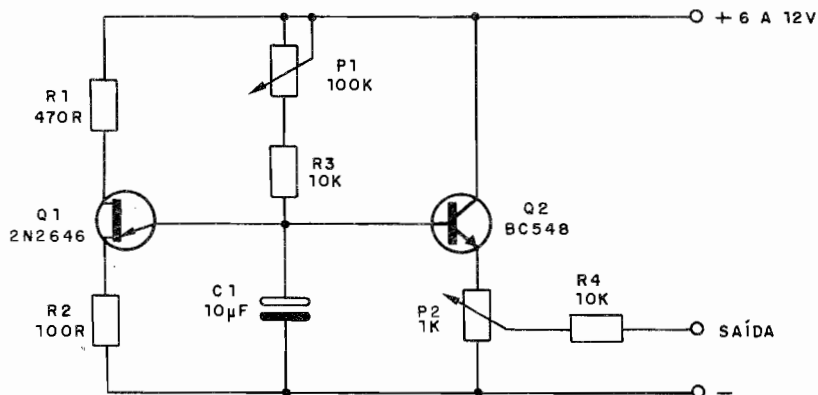 + 6 A 12V
P1
100K
R1
470R
R3
10K
Q1
2N2646
Q2
BC548
C1
10µF
R2
100R
P2
1K
R4
10K
SAÍDA
−